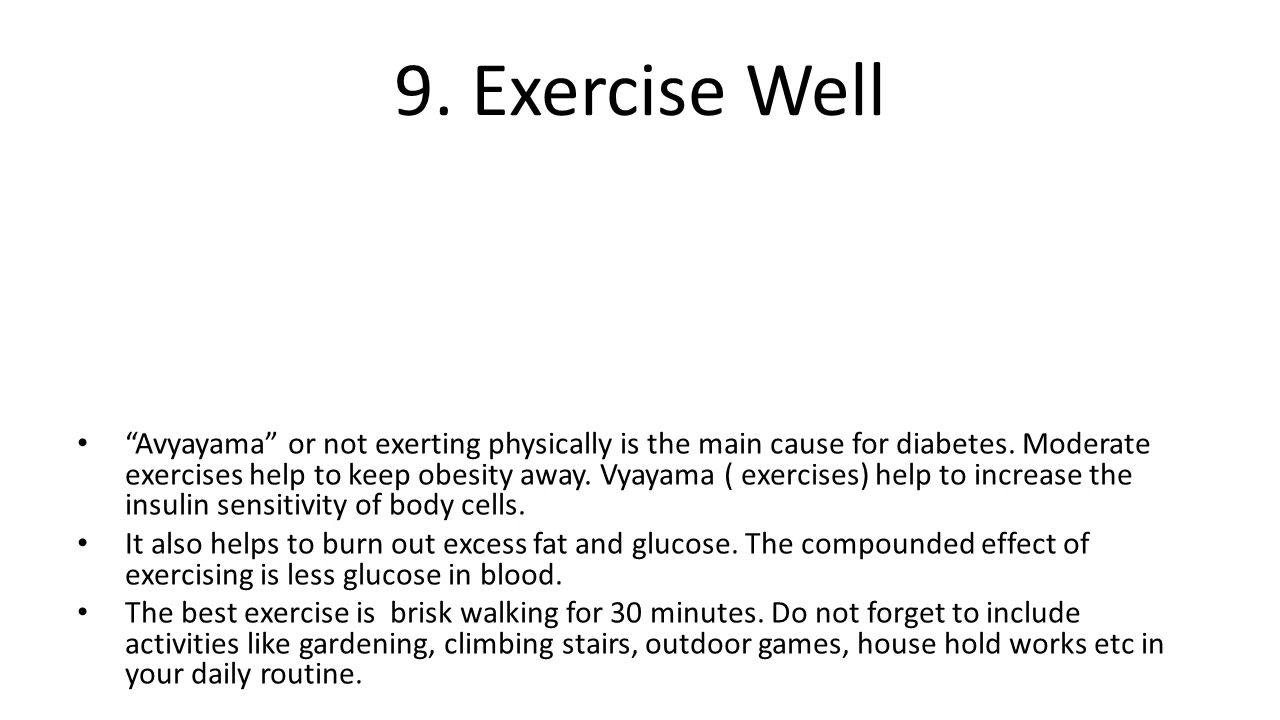 9. Exercise Well
• “Avyayama” or not exerting physically is the main cause for diabetes. Moderate
exercises help to keep obesity away. Vyayama ( exercises) help to increase the
insulin sensitivity of body cells.
• It also helps to burn out excess fat and glucose. The compounded effect of
exercising is less glucose in blood.
• The best exercise is  brisk walking for 30 minutes. Do not forget to include
activities like gardening, climbing stairs, outdoor games, house hold works etc in
your daily routine.